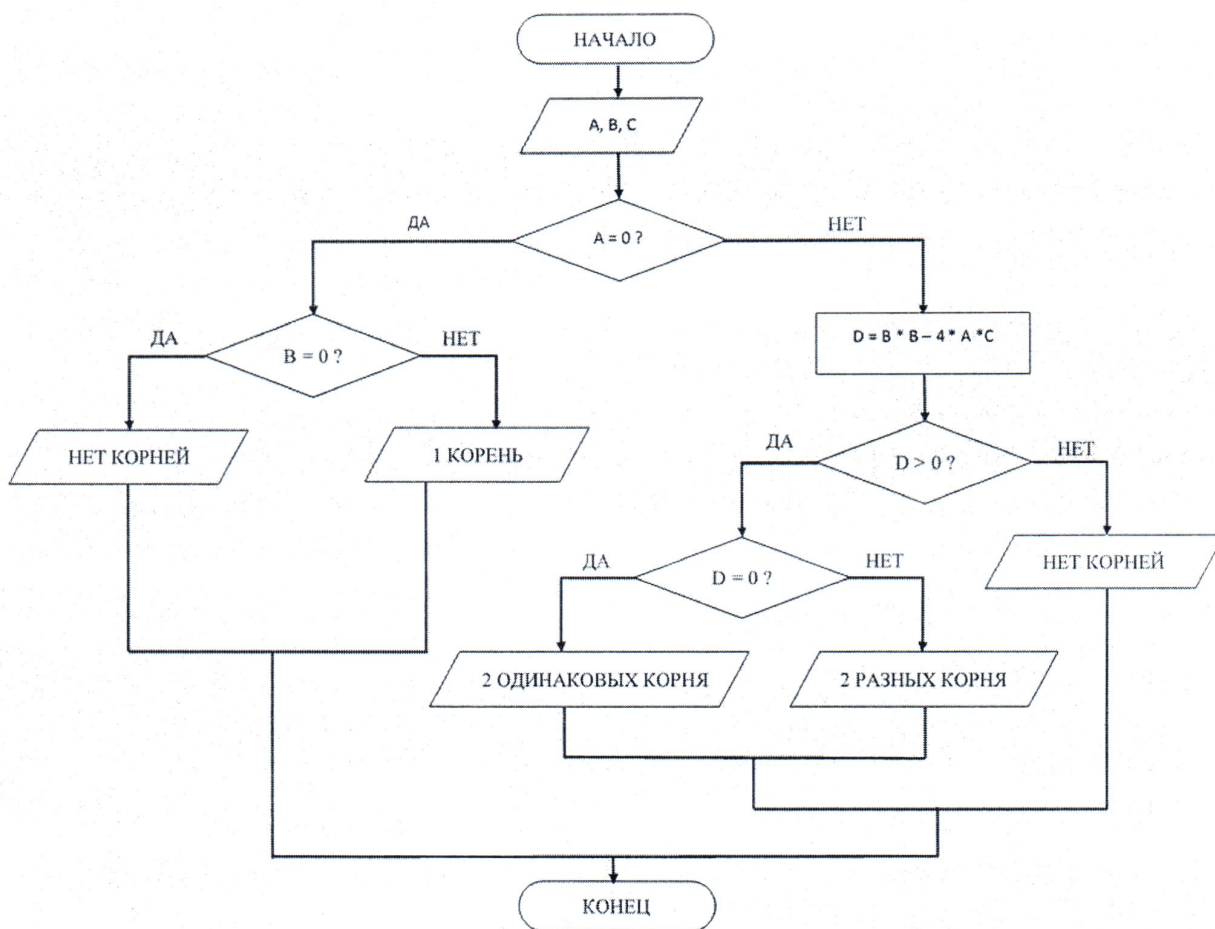 НАЧАЛО
A, B, C
A = 0 ?
ДА
НЕТ
B = 0 ?
ДА
НЕТ
D = B * B – 4 * A *C
НЕТ КОРНЕЙ
1 КОРЕНЬ
D > 0 ?
ДА
НЕТ
D = 0 ?
ДА
НЕТ
НЕТ КОРНЕЙ
2 ОДИНАКОВЫХ КОРНЯ
2 РАЗНЫХ КОРНЯ
КОНЕЦ